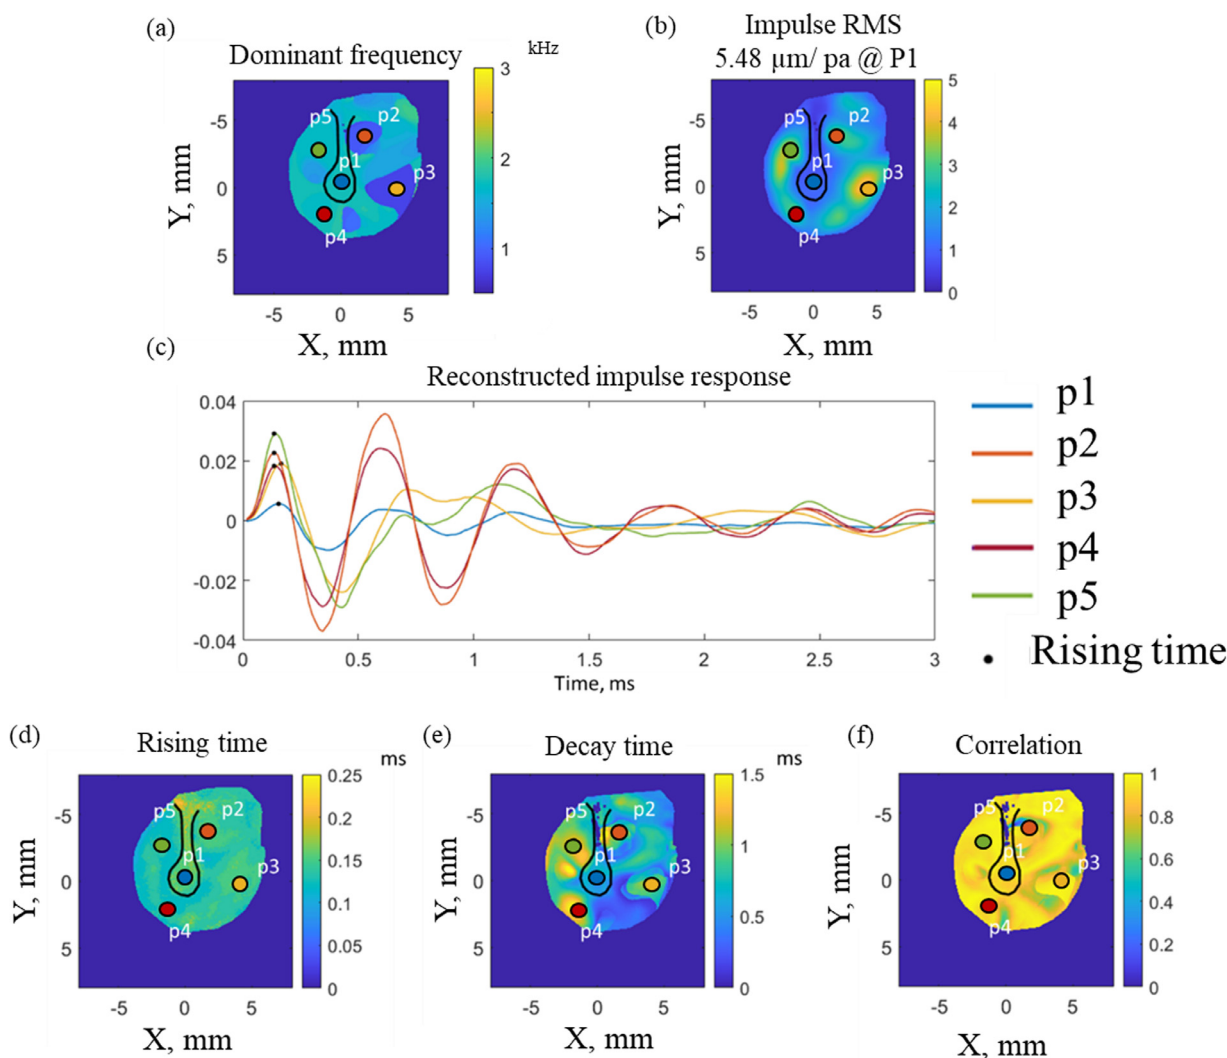 (a)
Dominant frequency
kHz
3
2
1
-5
0
5
Y, mm
-5 0 5
X, mm
p5
p2
p1
p3
p4
(b)
Impulse RMS
5.48 µm/ pa @ P1
5
4
3
2
1
0
-5
0
5
Y, mm
-5 0 5
X, mm
p5
p2
p1
p3
p4
(c)
Reconstructed impulse response
0.04
0.02
0
-0.02
-0.04
0 0.5 1 1.5 2 2.5 3
Time, ms
p1
p2
p3
p4
p5
Rising time
(d)
Rising time
ms
0.25
0.2
0.15
0.1
0.05
0
-5
0
5
Y, mm
-5 0 5
X, mm
p5
p2
p1
p3
p4
(e)
Decay time
ms
1.5
1
0.5
0
-5
0
5
Y, mm
-5 0 5
X, mm
p5
p2
p1
p3
p4
(f)
Correlation
1
0.8
0.6
0.4
0.2
0
-5
0
5
Y, mm
-5 0 5
X, mm
p5
p2
p1
p3
p4